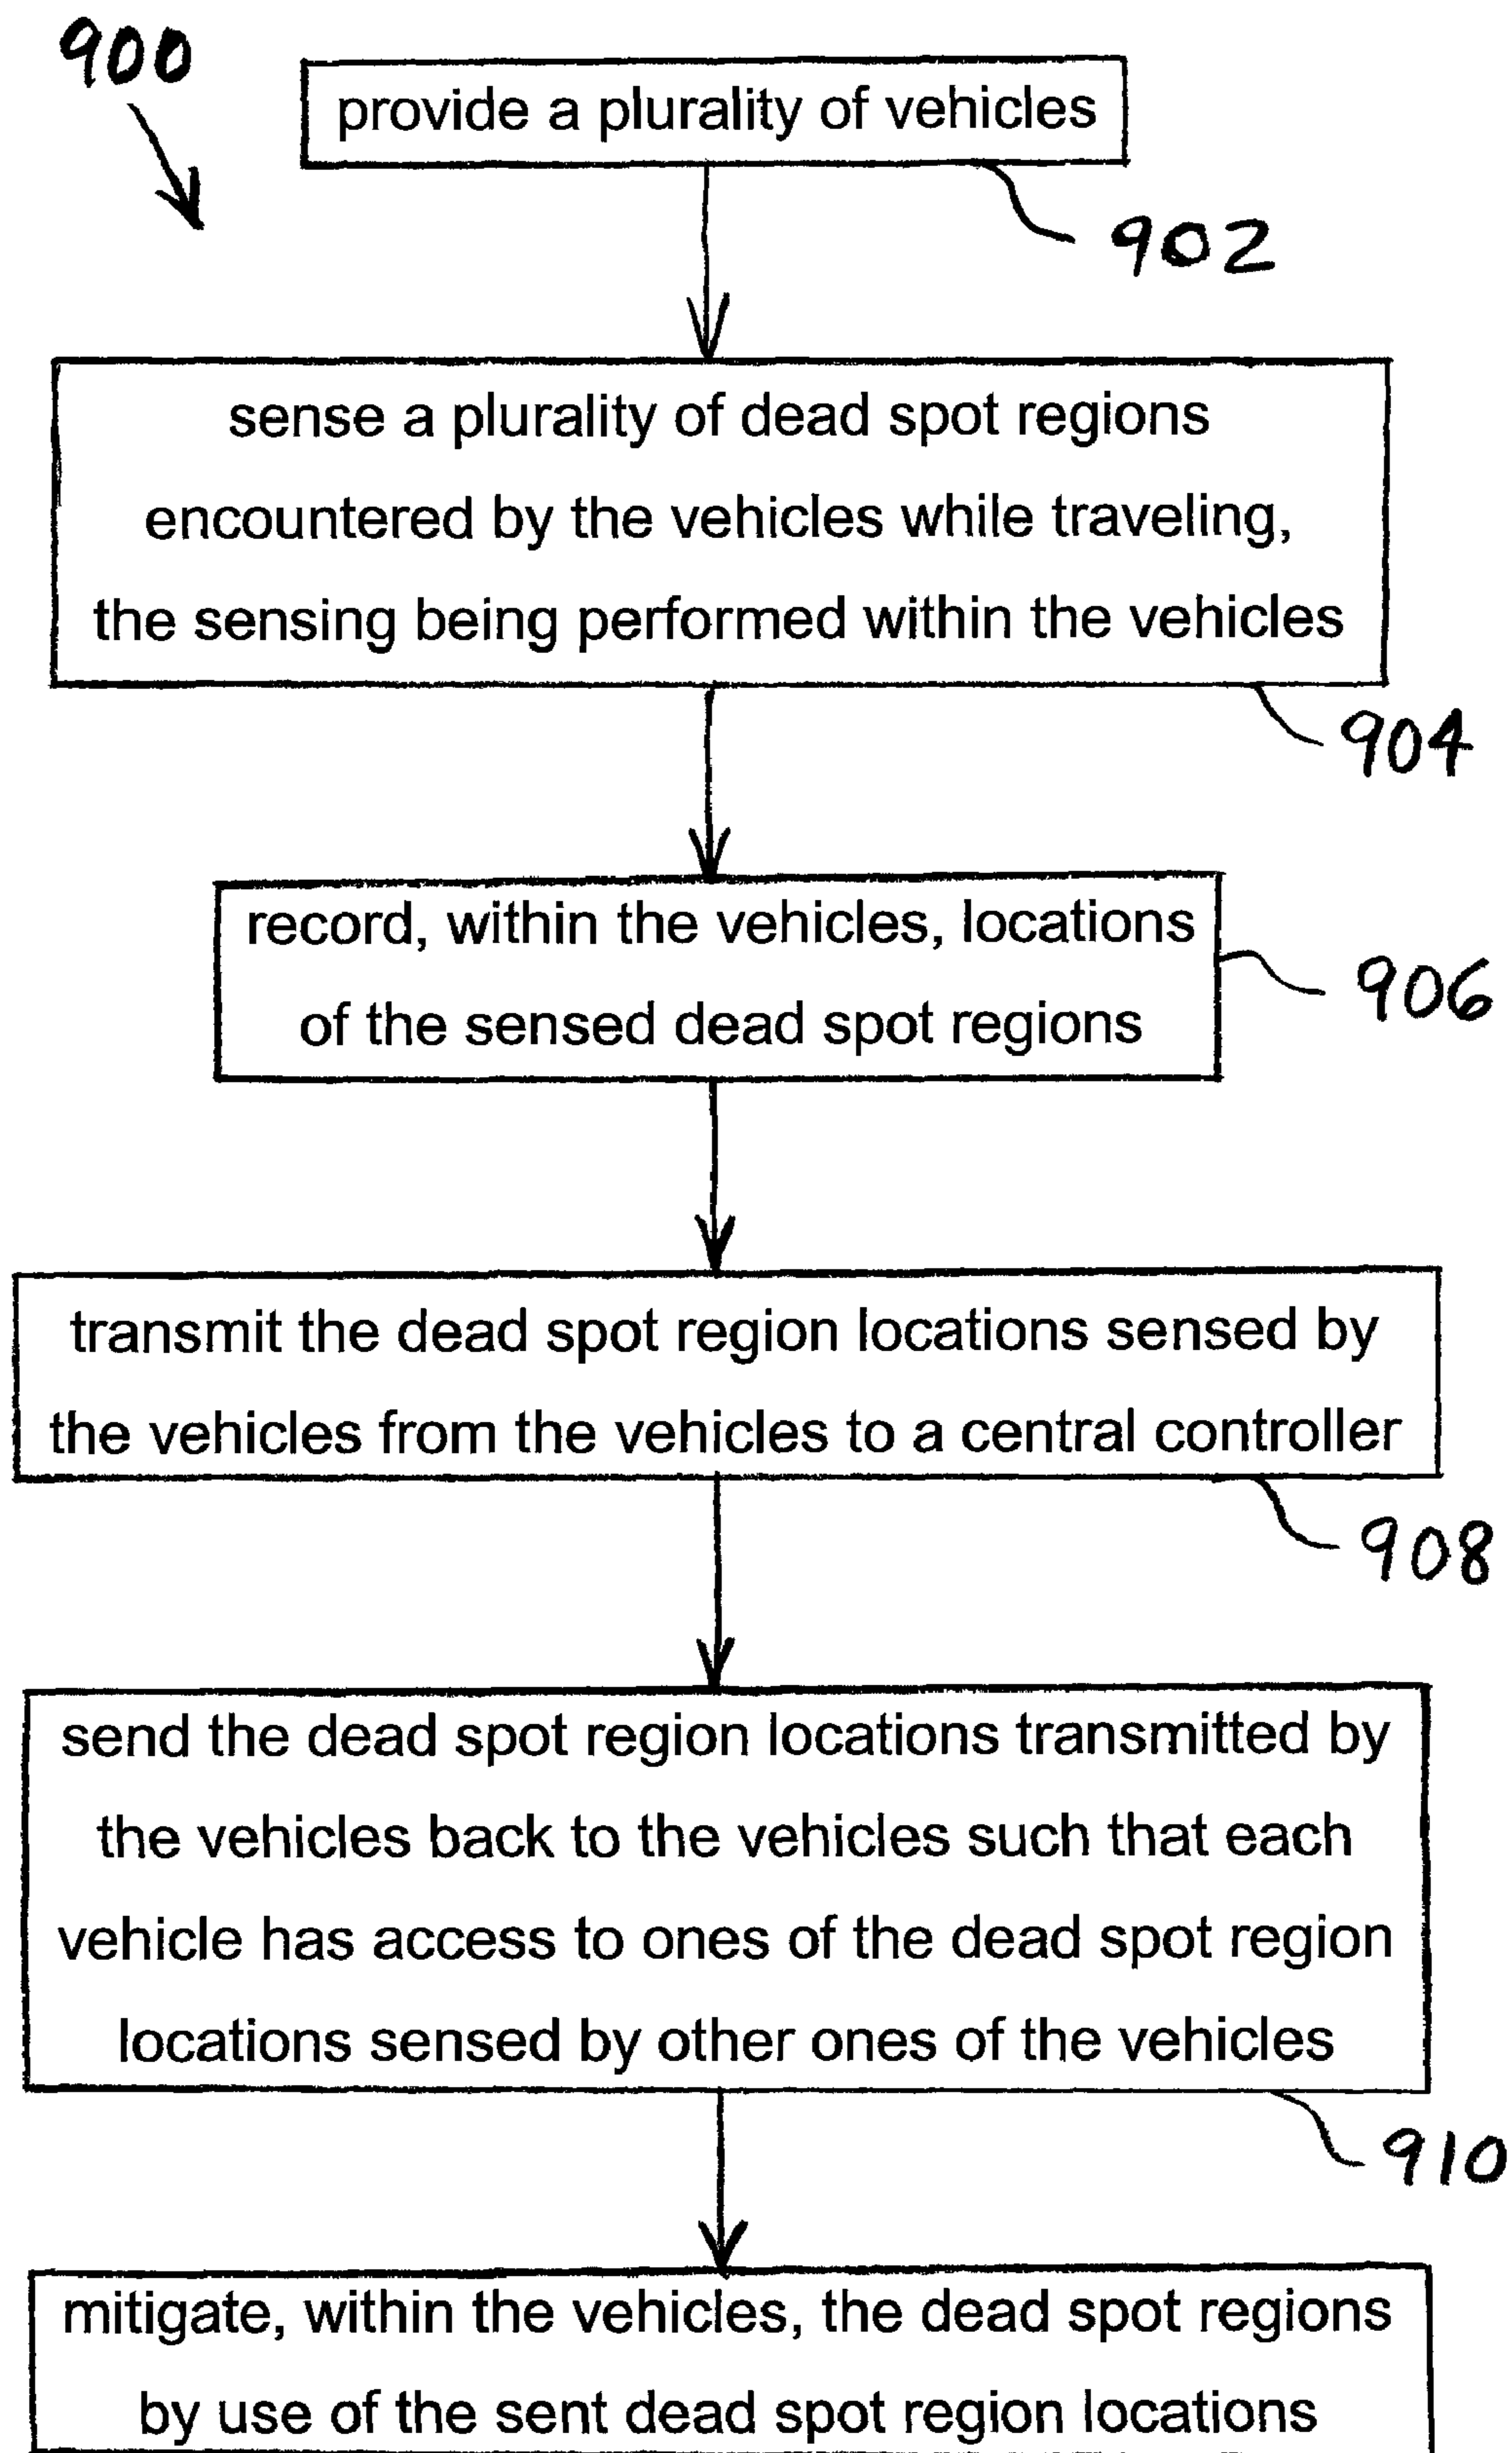 900
provide a plurality of vehicles
902
sense a plurality of dead spot regions
encountered by the vehicles while traveling,
the sensing being performed within the vehicles
904
record, within the vehicles, locations
of the sensed dead spot regions
906
transmit the dead spot region locations sensed by
the vehicles from the vehicles to a central controller
908
send the dead spot region locations transmitted by
the vehicles back to the vehicles such that each
vehicle has access to ones of the dead spot region
locations sensed by other ones of the vehicles
910
mitigate, within the vehicles, the dead spot regions
by use of the sent dead spot region locations